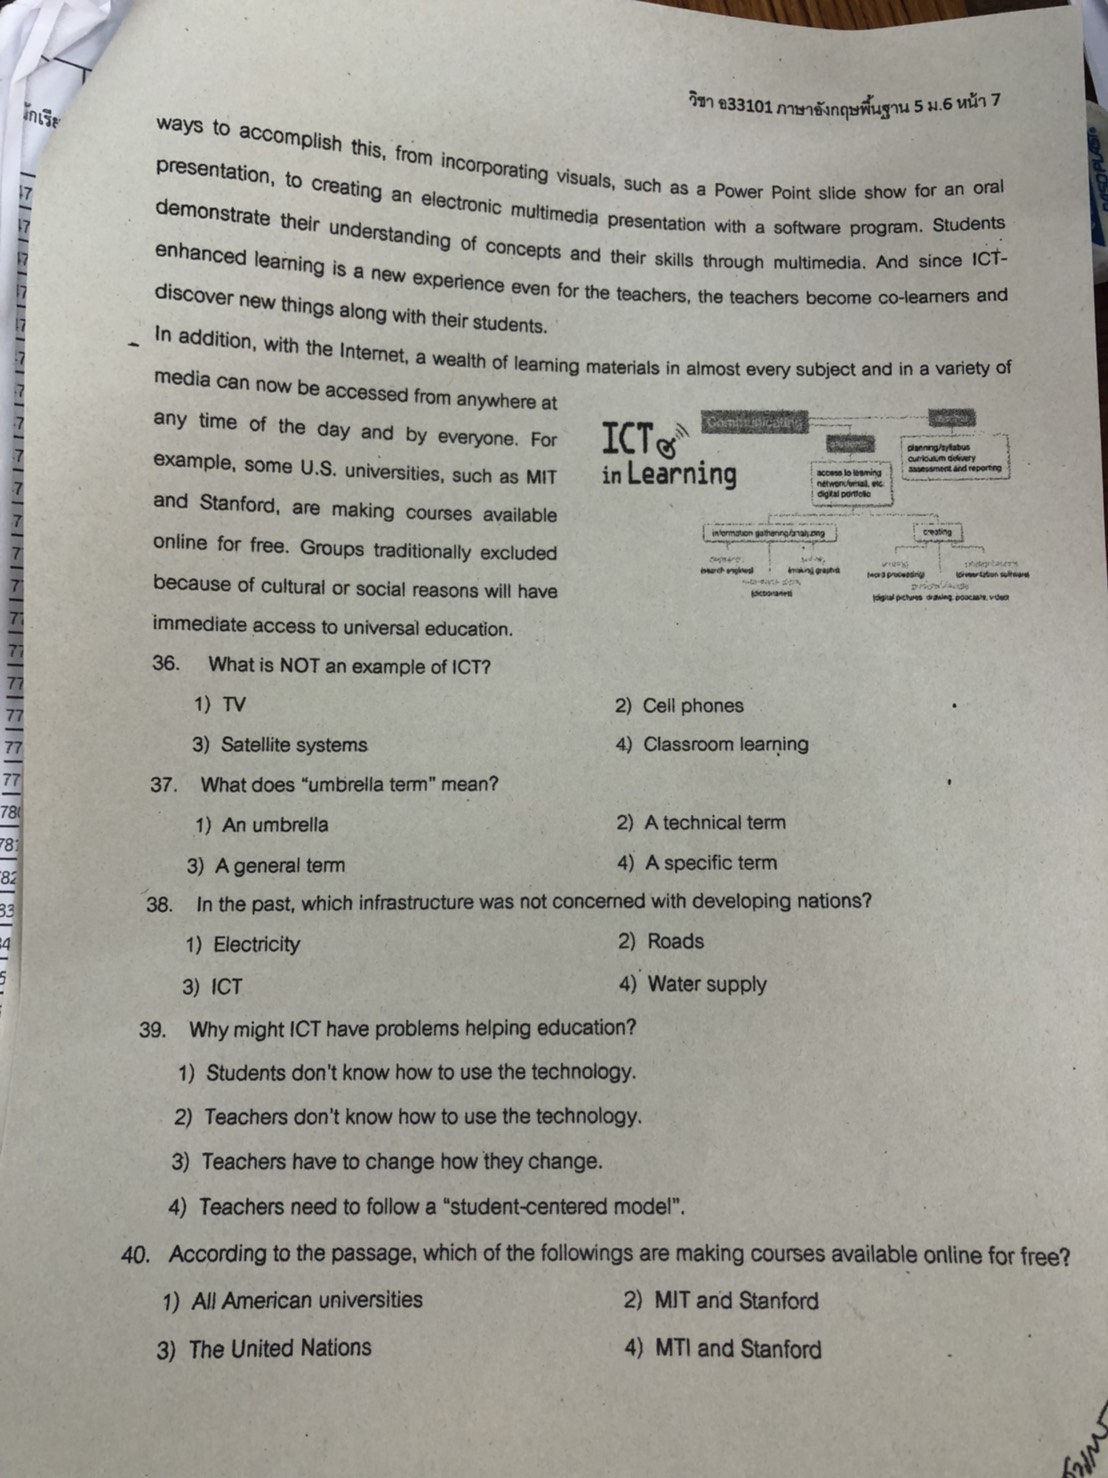 วิชา อ33101 ภาษาอังกฤษพื้นฐาน 5 ม.6 หน้า 7
ways to accomplish this, from incorporating visuals, such as a Power Point slide show for an oral
presentation, to creating an electronic multimedia presentation with a software program. Students
demonstrate their understanding of concepts and their skills through multimedia. And since ICT-
enhanced learning is a new experience even for the teachers, the teachers become co-learners and
discover new things along with their students.
In addition, with the Internet, a wealth of learning materials in almost every subject and in a variety of
media can now be accessed from anywhere at
any time of the day and by everyone. For
example, some U.S. universities, such as MIT
and Stanford, are making courses available
online for free. Groups traditionally excluded
because of cultural or social reasons will have
immediate access to universal education.
ICT
in Learning
Communicating
planning/syllabus
curriculum delivery
assessment and reporting
access to learning
network/email, etc.
digital portfolio
information gathering/analyzing
creating
(search engines)
(making graphs)
(word processing)
(presentation software)
(dictionaries)
(digital pictures, drawing, podcasts, video)
36. What is NOT an example of ICT?
1) TV
2) Cell phones
3) Satellite systems
4) Classroom learning
37. What does “umbrella term” mean?
1) An umbrella
2) A technical term
3) A general term
4) A specific term
38. In the past, which infrastructure was not concerned with developing nations?
1) Electricity
2) Roads
3) ICT
4) Water supply
39. Why might ICT have problems helping education?
1) Students don't know how to use the technology.
2) Teachers don't know how to use the technology.
3) Teachers have to change how they change.
4) Teachers need to follow a “student-centered model”.
40. According to the passage, which of the followings are making courses available online for free?
1) All American universities
2) MIT and Stanford
3) The United Nations
4) MTI and Stanford